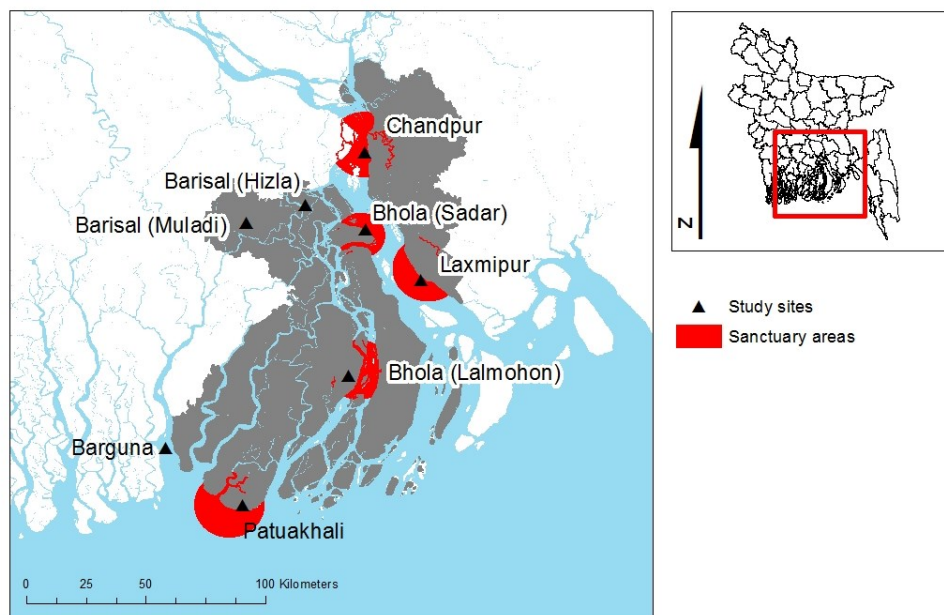 Chandpur
Barisal (Hizla)
Barisal (Muladi)
Bhola (Sadar)
Laxmipur
Bhola (Lalmohon)
Barguna
Patuakhali
0 25 50 100 Kilometers
N
Study sites
Sanctuary areas